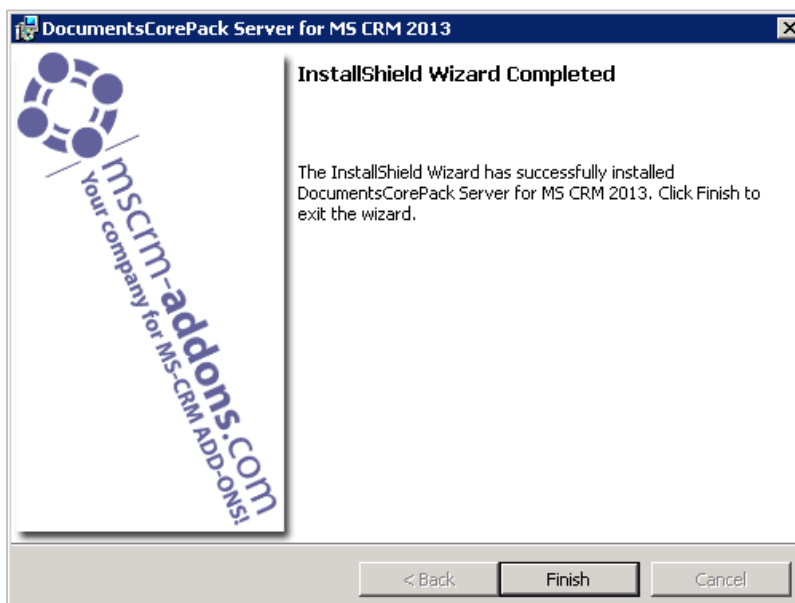 DocumentsCorePack Server for MS CRM 2013
InstallShield Wizard Completed
The InstallShield Wizard has successfully installed
DocumentsCorePack Server for MS CRM 2013. Click Finish to
exit the wizard.
mscrm-addons.com
Your company for MS-CRM ADD-ONS!
< Back
Finish
Cancel